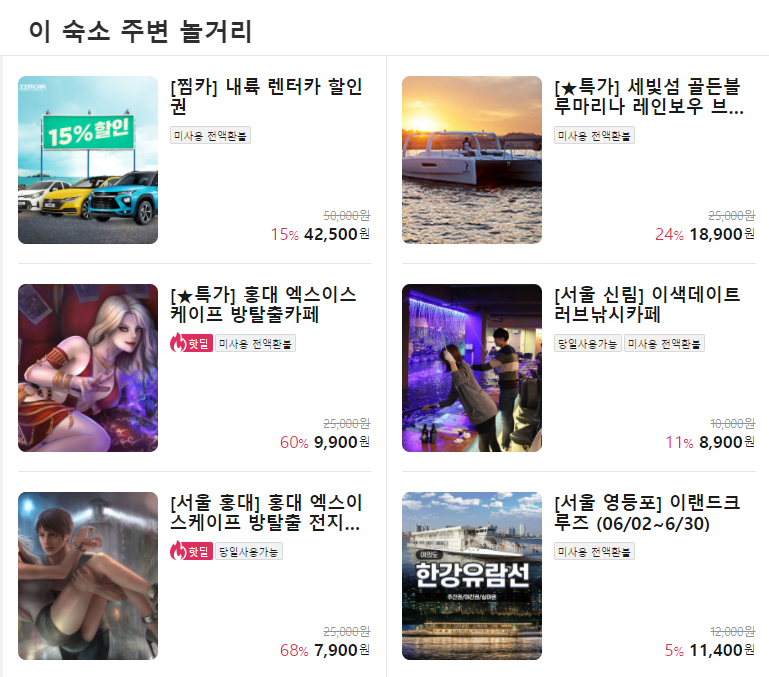 이 숙소 주변 놀거리
ZZIMCAR
15%할인
[찜카] 내륙 렌터카 할인
권
미사용 전액환불
50,000원
15% 42,500원
[★특가] 세빛섬 골든블
루마리나 레인보우 브...
미사용 전액환불
25,000원
24% 18,900원
[★특가] 홍대 엑스이스
케이프 방탈출카페
핫딜 미사용 전액환불
25,000원
60% 9,900원
[서울 신림] 이색데이트
러브낚시카페
당일사용가능 미사용 전액환불
10,000원
11% 8,900원
[서울 홍대] 홍대 엑스이
스케이프 방탈출 전지...
핫딜 당일사용가능
25,000원
68% 7,900원
여의도
한강유람선
주간권/야간권/심야권
[서울 영등포] 이랜드크
루즈 (06/02~6/30)
미사용 전액환불
12,000원
5% 11,400원